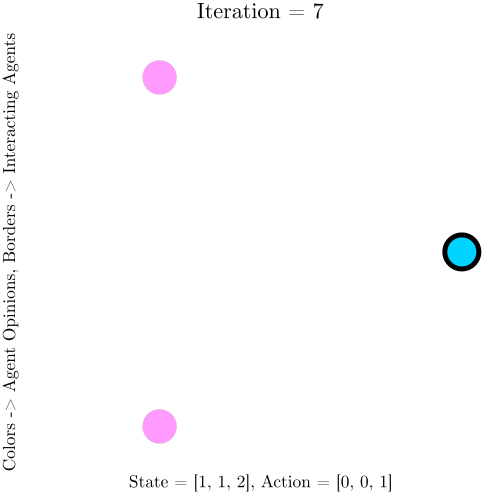 Iteration = 7
Colors -> Agent Opinions, Borders -> Interacting Agents
State = [1, 1, 2], Action = [0, 0, 1]